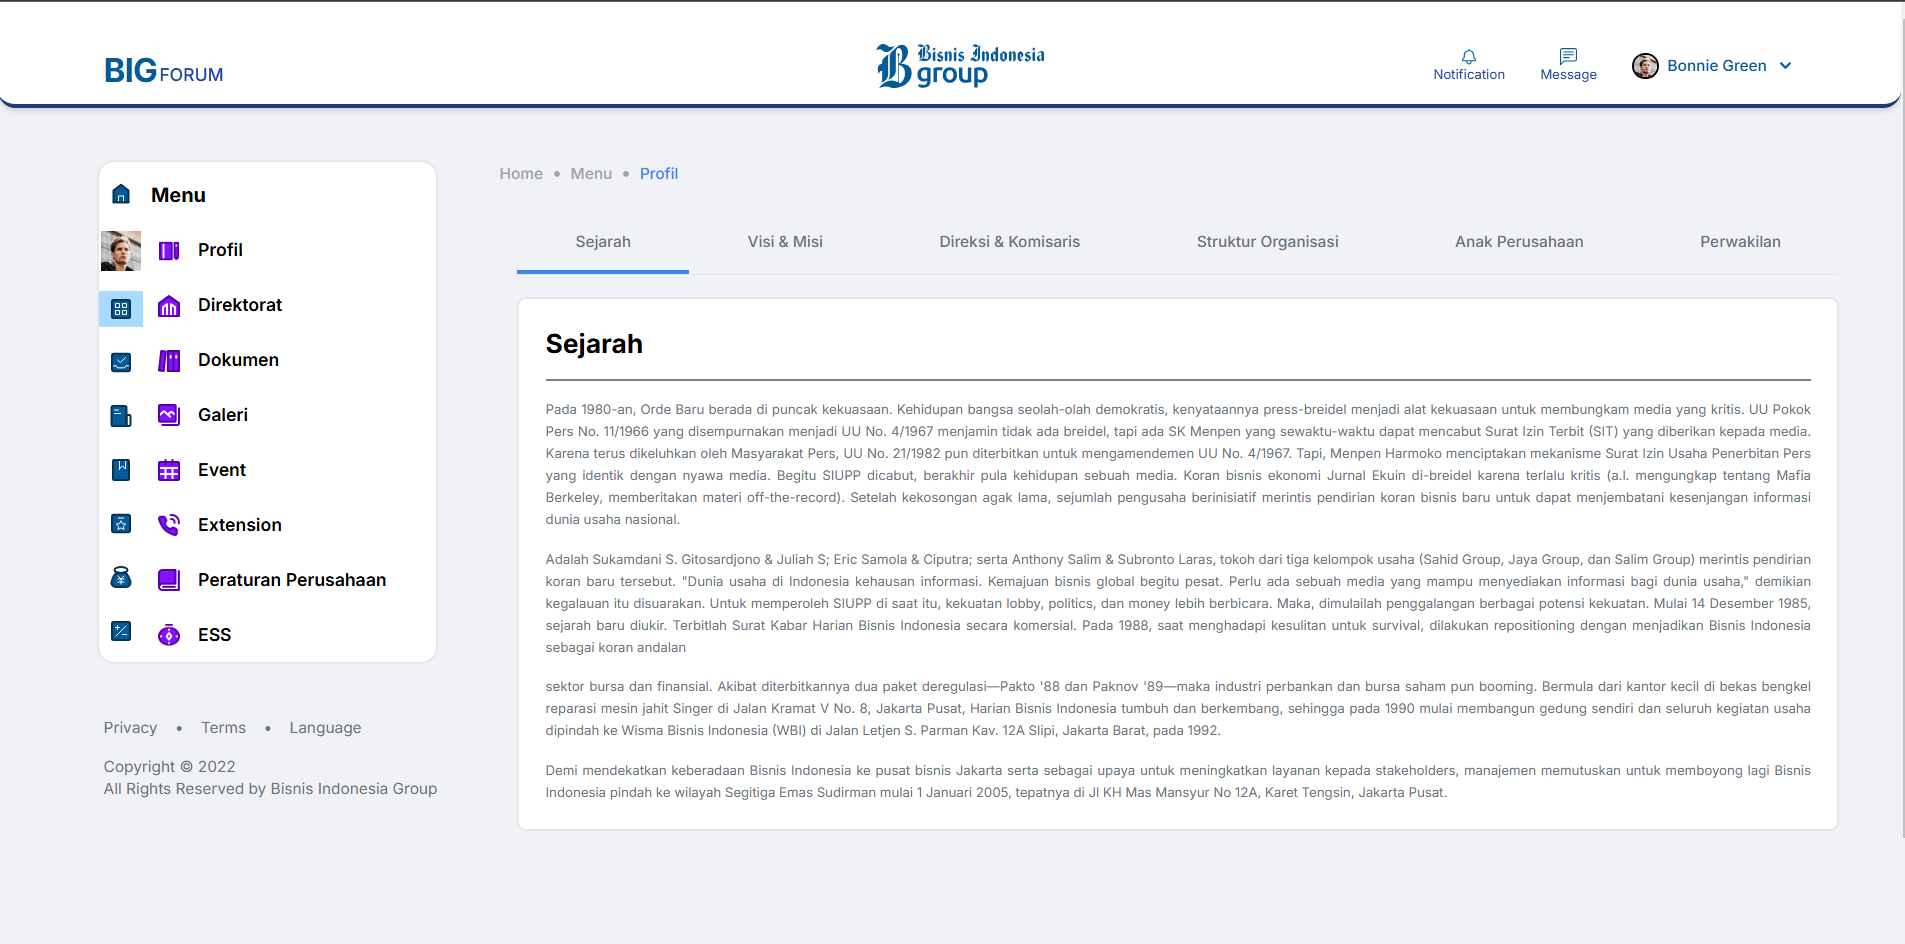 BIG FORUM
Bisnis Indonesia
group
Notification
Message
Bonnie Green
Menu
Profil
Direktorat
Dokumen
Galeri
Event
Extension
Peraturan Perusahaan
ESS
Privacy • Terms • Language
Copyright © 2022
All Rights Reserved by Bisnis Indonesia Group
Home • Menu • Profil
Sejarah
Visi & Misi
Direksi & Komisaris
Struktur Organisasi
Anak Perusahaan
Perwakilan
Sejarah
Pada 1980-an, Orde Baru berada di puncak kekuasaan. Kehidupan bangsa seolah-olah demokratis, kenyataannya press-breidel menjadi alat kekuasaan untuk membungkam media yang kritis. UU Pokok
Pers No. 11/1966 yang disempurnakan menjadi UU No. 4/1967 menjamin tidak ada breidel, tapi ada SK Menpen yang sewaktu-waktu dapat mencabut Surat Izin Terbit (SIT) yang diberikan kepada media.
Karena terus dikeluhkan oleh Masyarakat Pers, UU No. 21/1982 pun diterbitkan untuk mengamendemen UU No. 4/1967. Tapi, Menpen Harmoko menciptakan mekanisme Surat Izin Usaha Penerbitan Pers
yang identik dengan nyawa media. Begitu SIUPP dicabut, berakhir pula kehidupan sebuah media. Koran bisnis ekonomi Jurnal Ekuin di-breidel karena terlalu kritis (a.l. mengungkap tentang Mafia
Berkeley, memberitakan materi off-the-record). Setelah kekosongan agak lama, sejumlah pengusaha berinisiatif merintis pendirian koran bisnis baru untuk dapat menjembatani kesenjangan informasi
dunia usaha nasional.
Adalah Sukamdani S. Gitosardjono & Juliah S; Eric Samola & Ciputra; serta Anthony Salim & Subronto Laras, tokoh dari tiga kelompok usaha (Sahid Group, Jaya Group, dan Salim Group) merintis pendirian
koran baru tersebut. "Dunia usaha di Indonesia kehausan informasi. Kemajuan bisnis global begitu pesat. Perlu ada sebuah media yang mampu menyediakan informasi bagi dunia usaha," demikian
kegalauan itu disuarakan. Untuk memperoleh SIUPP di saat itu, kekuatan lobby, politics, dan money lebih berbicara. Maka, dimulailah penggalangan berbagai potensi kekuatan. Mulai 14 Desember 1985,
sejarah baru diukir. Terbitlah Surat Kabar Harian Bisnis Indonesia secara komersial. Pada 1988, saat menghadapi kesulitan untuk survival, dilakukan repositioning dengan menjadikan Bisnis Indonesia
sebagai koran andalan
sektor bursa dan finansial. Akibat diterbitkannya dua paket deregulasi—Pakto '88 dan Paknov '89—maka industri perbankan dan bursa saham pun booming. Bermula dari kantor kecil di bekas bengkel
reparasi mesin jahit Singer di Jalan Kramat V No. 8, Jakarta Pusat, Harian Bisnis Indonesia tumbuh dan berkembang, sehingga pada 1990 mulai membangun gedung sendiri dan seluruh kegiatan usaha
dipindah ke Wisma Bisnis Indonesia (WBI) di Jalan Letjen S. Parman Kav. 12A Slipi, Jakarta Barat, pada 1992.
Demi mendekatkan keberadaan Bisnis Indonesia ke pusat bisnis Jakarta serta sebagai upaya untuk meningkatkan layanan kepada stakeholders, manajemen memutuskan untuk memboyong lagi Bisnis
Indonesia pindah ke wilayah Segitiga Emas Sudirman mulai 1 Januari 2005, tepatnya di Jl KH Mas Mansyur No 12A, Karet Tengsin, Jakarta Pusat.